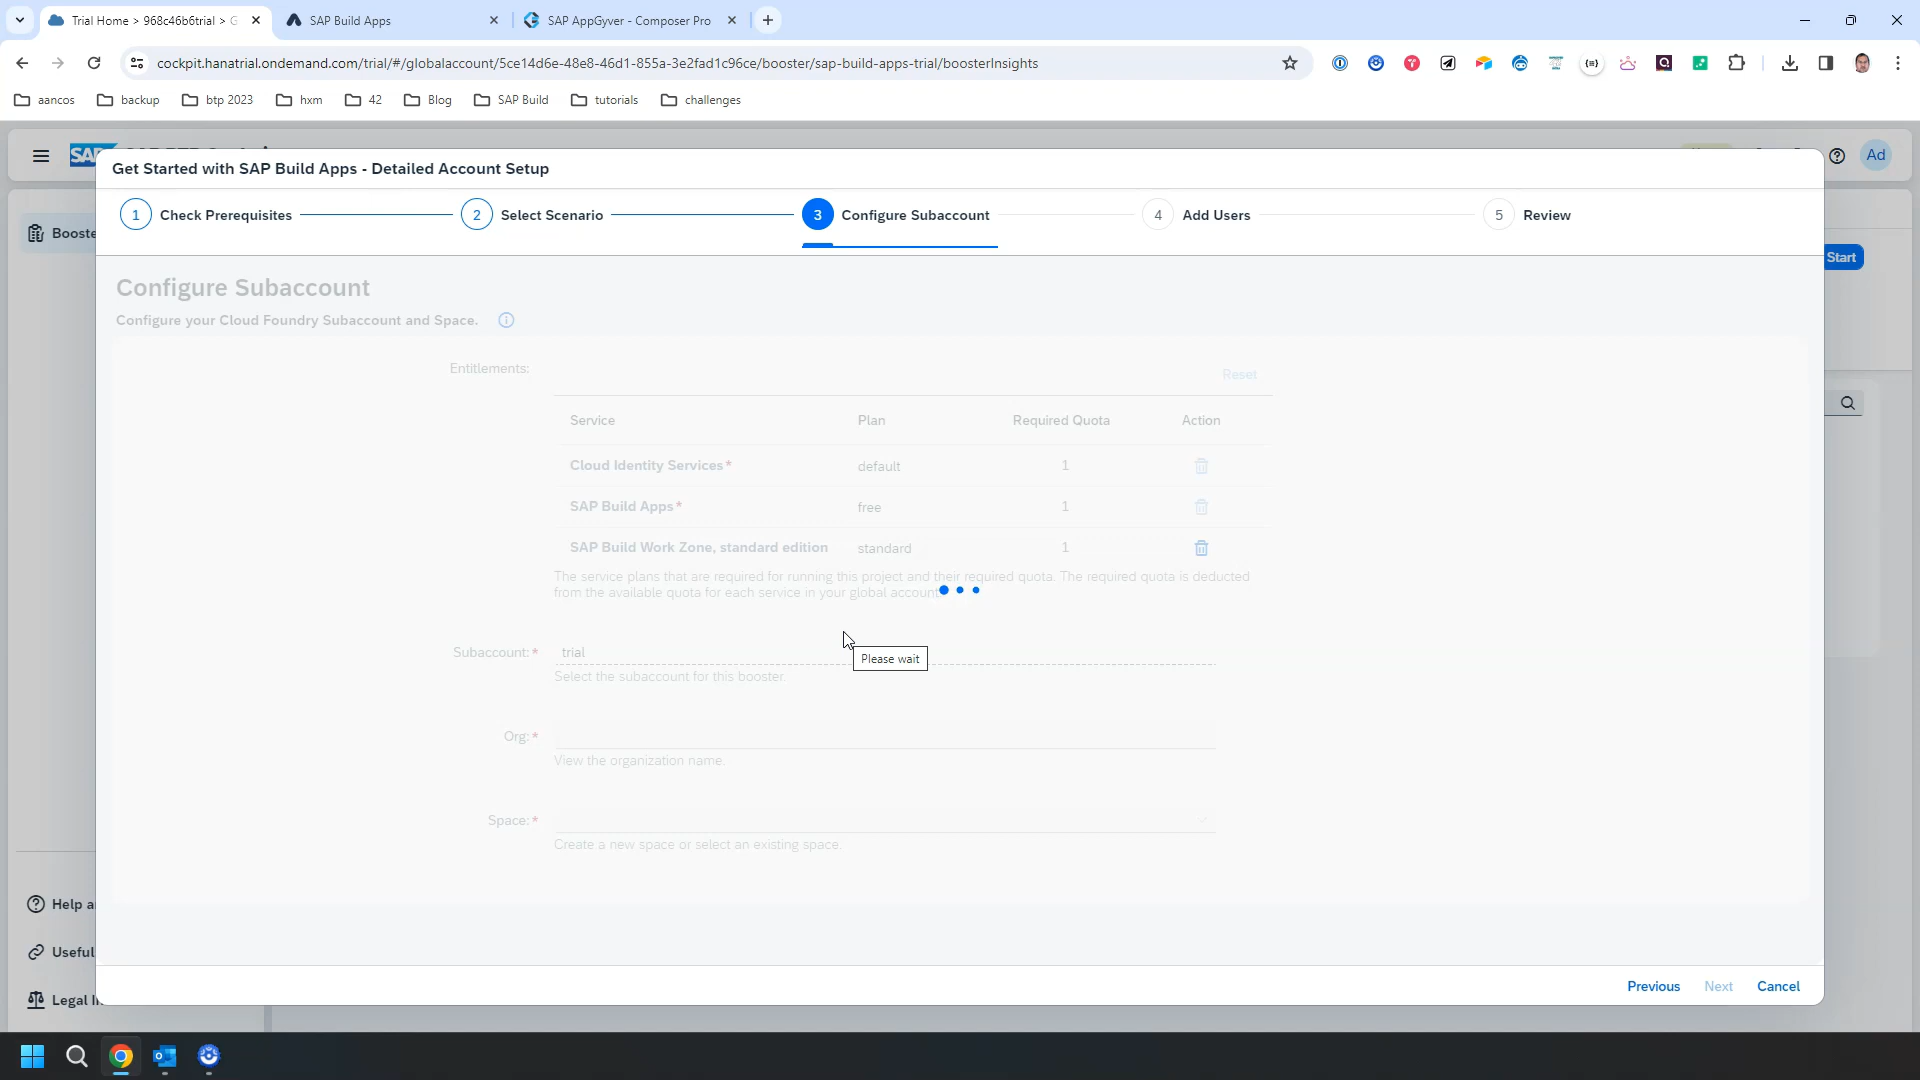 Trial Home > 968c46b6trial > G
SAP Build Apps
SAP AppGyver - Composer Pro
cockpit.hanatrial.ondemand.com/trial/#/globalaccount/5ce14d6e-48e8-46d1-855a-3e2fad1c96ce/booster/sap-build-apps-trial/boosterInsights
aancos
backup
btp 2023
hxm
42
Blog
SAP Build
tutorials
challenges
SAP
Ad
Get Started with SAP Build Apps - Detailed Account Setup
1 Check Prerequisites
2 Select Scenario
3 Configure Subaccount
4 Add Users
5 Review
Booste
Start
Configure Subaccount
Configure your Cloud Foundry Subaccount and Space.
Entitlements:
Reset
Service Plan Required Quota Action
Cloud Identity Services* default 1
SAP Build Apps* free 1
SAP Build Work Zone, standard edition standard 1
The service plans that are required for running this project and their required quota. The required quota is deducted
from the available quota for each service in your global account
Subaccount:* trial
Please wait
Select the subaccount for this booster.
Org:*
View the organization name.
Space:*
Create a new space or select an existing space.
Help a
Useful
Legal I
Previous
Next
Cancel